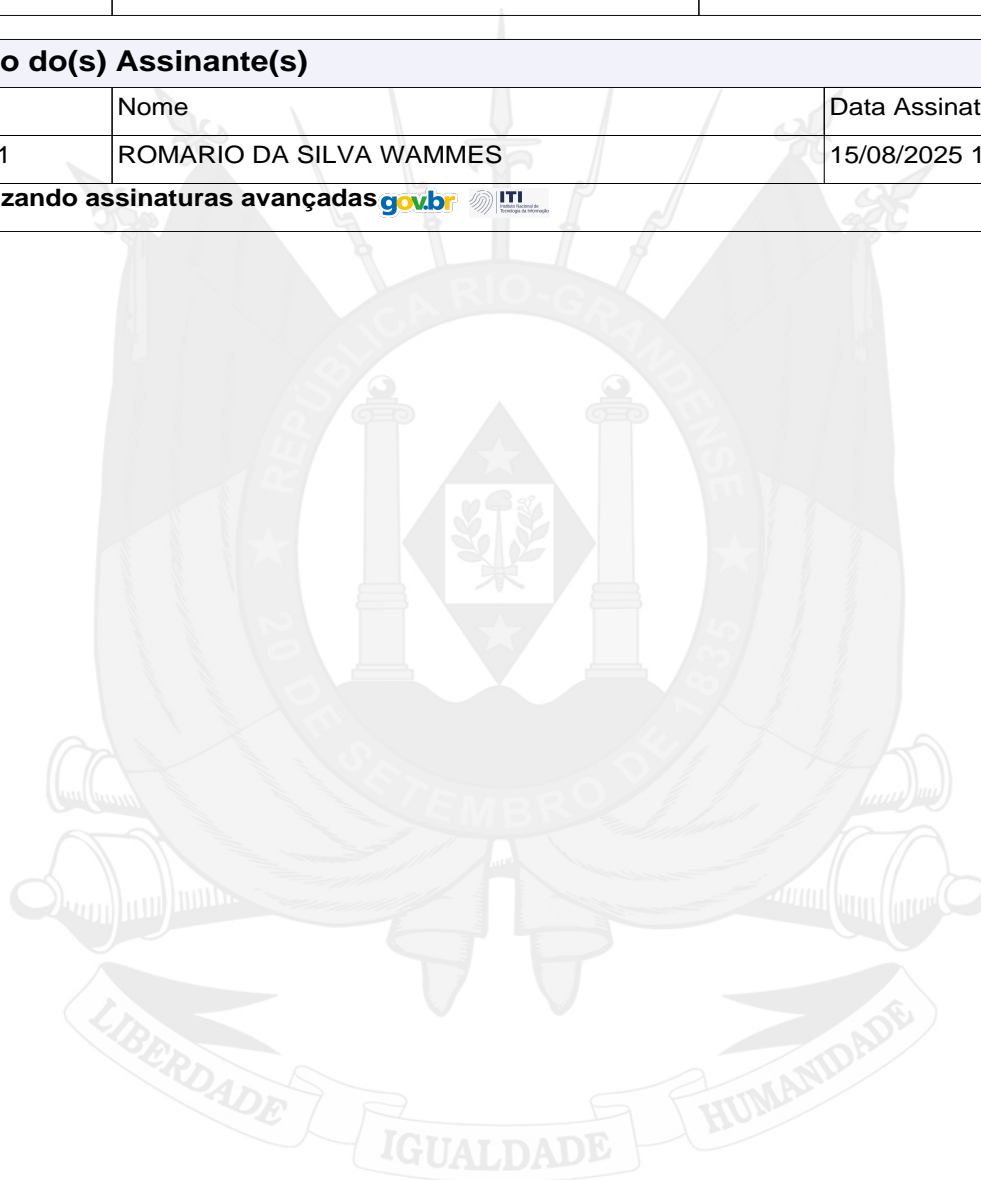 o do(s) Assinante(s)
Nome
Data Assinat
1
ROMARIO DA SILVA WAMMES
15/08/2025 1
zando assinaturas avançadas gov.br ITI
REPÚBLICA RIO-GRANDENSE
20 DE SETEMBRO DE 1835
LIBERDADE
IGUALDADE
HUMANIDADE